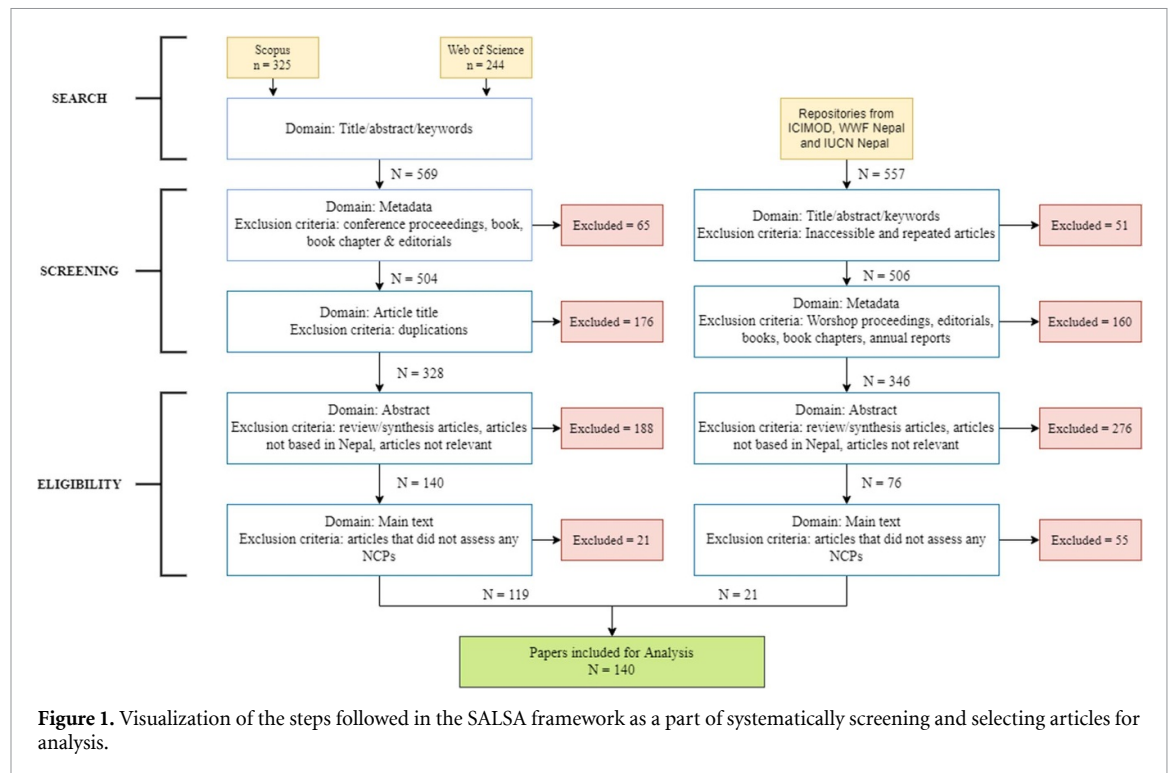 SEARCH
Scopus
n = 325
Web of Science
n = 244
Domain: Title/abstract/keywords
N = 569
Repositories from
ICIMOD, WWF Nepal
and IUCN Nepal
N = 557
SCREENING
Domain: Metadata
Exclusion criteria: conference proceeedings, book,
book chapter & editorials
Excluded = 65
N = 504
Domain: Article title
Exclusion criteria: duplications
Excluded = 176
N = 328
Domain: Title/abstract/keywords
Exclusion criteria: Inaccessible and repeated articles
Excluded = 51
N = 506
Domain: Metadata
Exclusion criteria: Worshop proceedings, editorials,
books, book chapters, annual reports
Excluded = 160
N = 346
ELIGIBILITY
Domain: Abstract
Exclusion criteria: review/synthesis articles, articles
not based in Nepal, articles not relevant
Excluded = 188
N = 140
Domain: Main text
Exclusion criteria: articles that did not assess any
NCPs
Excluded = 21
N = 119
Domain: Abstract
Exclusion criteria: review/synthesis articles, articles
not based in Nepal, articles not relevant
Excluded = 276
N = 76
Domain: Main text
Exclusion criteria: articles that did not assess any
NCPs
Excluded = 55
N = 21
Papers included for Analysis
N = 140
Figure 1. Visualization of the steps followed in the SALSA framework as a part of systematically screening and selecting articles for
analysis.